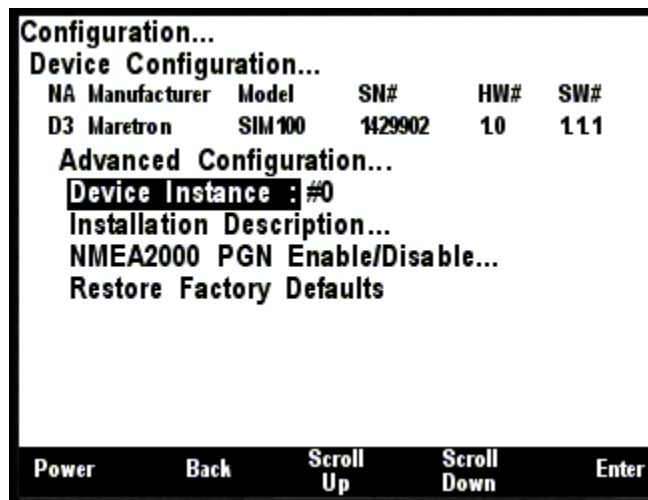 Configuration...
Device Configuration...
NA Manufacturer Model SN# HW# SW#
D3 Maretron SIM100 1429902 1.0 1.1.1
Advanced Configuration...
Device Instance : #0
Installation Description...
NMEA2000 PGN Enable/Disable...
Restore Factory Defaults
Power Back Scroll Up Scroll Down Enter